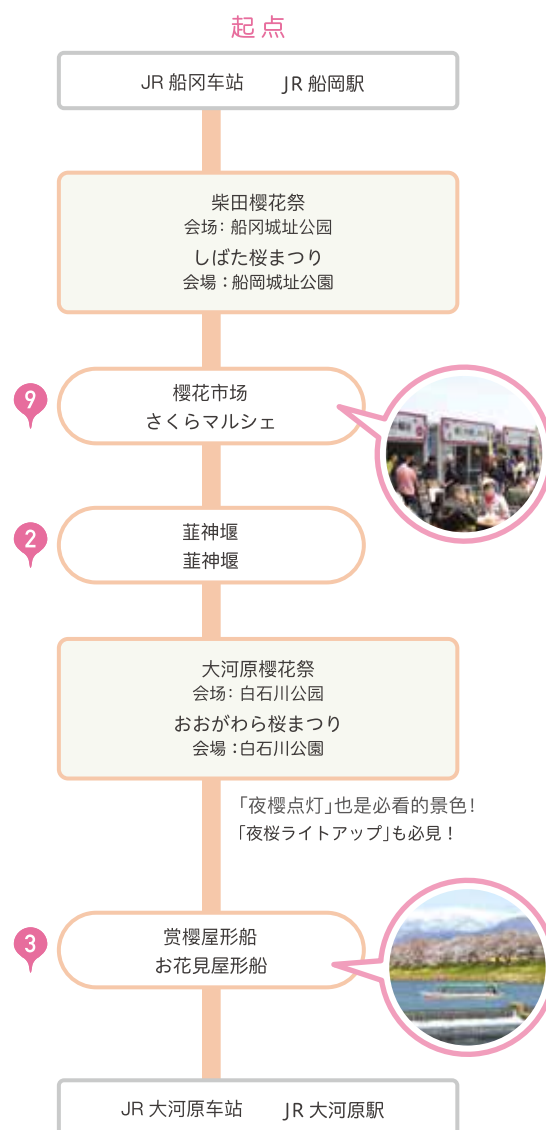 起点
JR 船冈车站 JR 船岡駅
柴田樱花祭
会场：船冈城址公园
しばた桜まつり
会場：船岡城址公園
9
樱花市场
さくらマルシェ
2
韮神堰
韮神堰
大河原樱花祭
会场：白石川公园
おおがわら桜まつり
会場：白石川公園
「夜樱点灯」也是必看的景色！
「夜桜ライトアップ」も必見！
3
赏樱屋形船
お花見屋形船
JR 大河原车站 JR 大河原駅